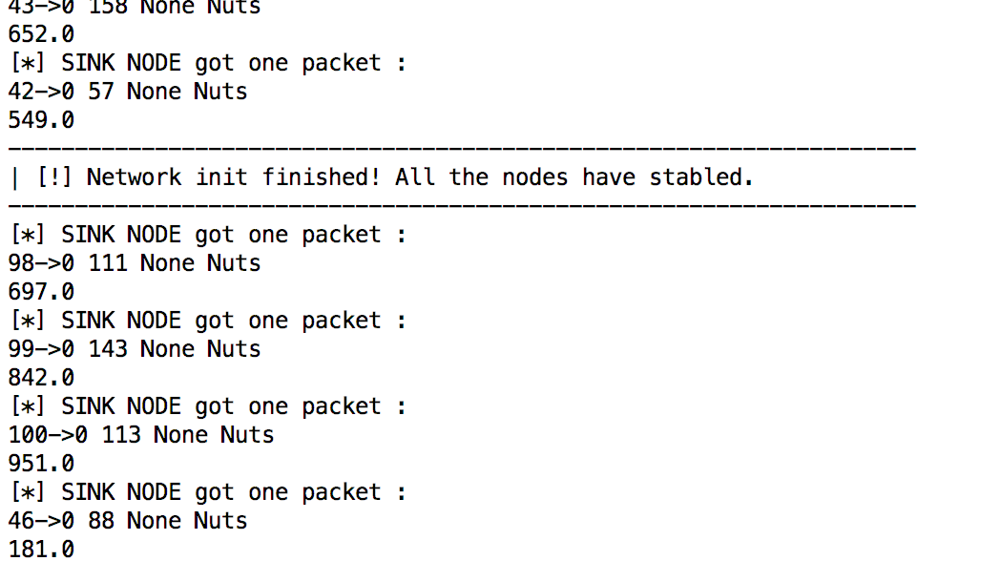 43->0 158 None Nuts
652.0
[*] SINK NODE got one packet :
42->0 57 None Nuts
549.0
--------------------------------------------------------------------
| [!] Network init finished! All the nodes have stabled.
--------------------------------------------------------------------
[*] SINK NODE got one packet :
98->0 111 None Nuts
697.0
[*] SINK NODE got one packet :
99->0 143 None Nuts
842.0
[*] SINK NODE got one packet :
100->0 113 None Nuts
951.0
[*] SINK NODE got one packet :
46->0 88 None Nuts
181.0